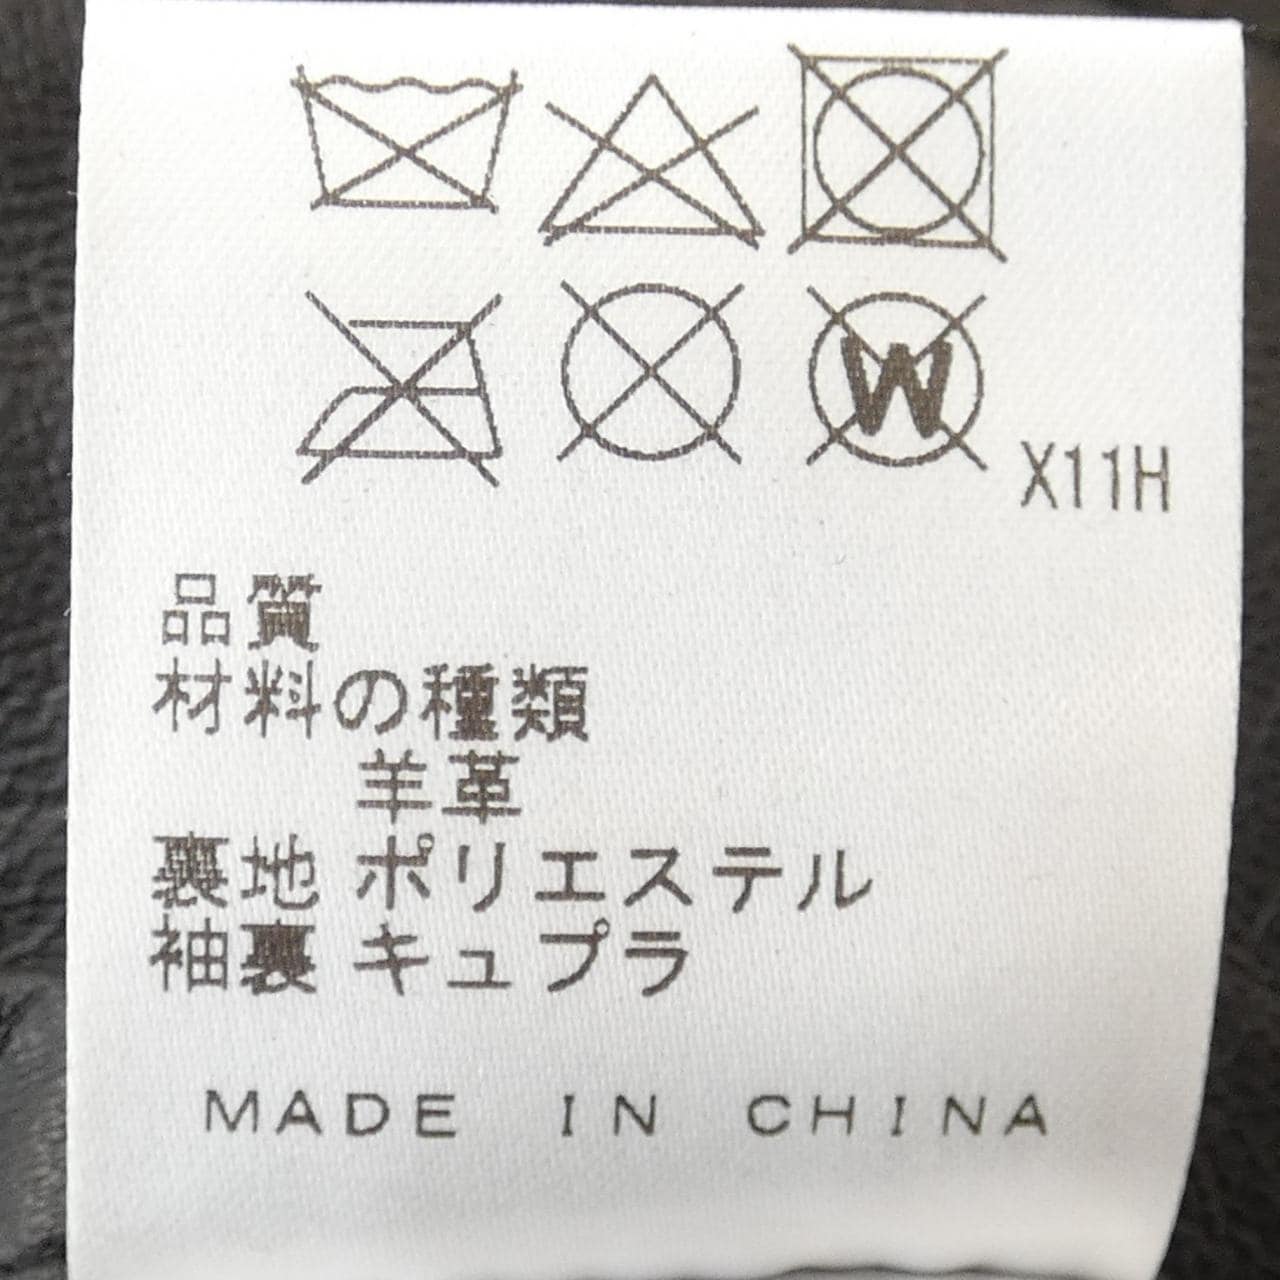 W
X11H
品質
材料の種類
羊革
裏地 ポリエステル
袖裏 キュプラ
MADE IN CHINA